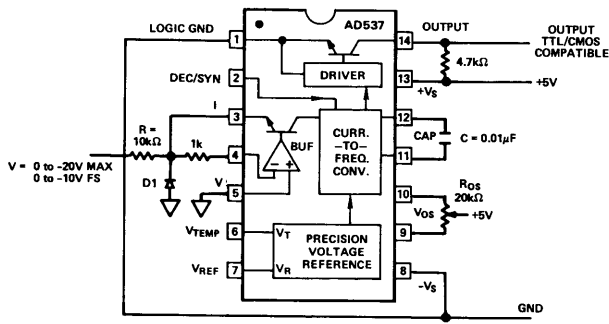 LOGIC GND
1
AD537
14
OUTPUT
OUTPUT
TTL/CMOS
COMPATIBLE
4.7kΩ
DRIVER
DEC/SYN
2
13
+VS
+5V
I
3
12
CAP
C = 0.01μF
R =
10kΩ
1k
BUF
CURR.
–TO–
FREQ.
CONV.
V = 0 to -20V MAX
0 to -10V FS
4
11
D1
V
5
– +
10
ROS
20kΩ
VOS
+5V
VTEMP
6
VT
PRECISION
VOLTAGE
REFERENCE
9
VREF
7
VR
8
-VS
GND